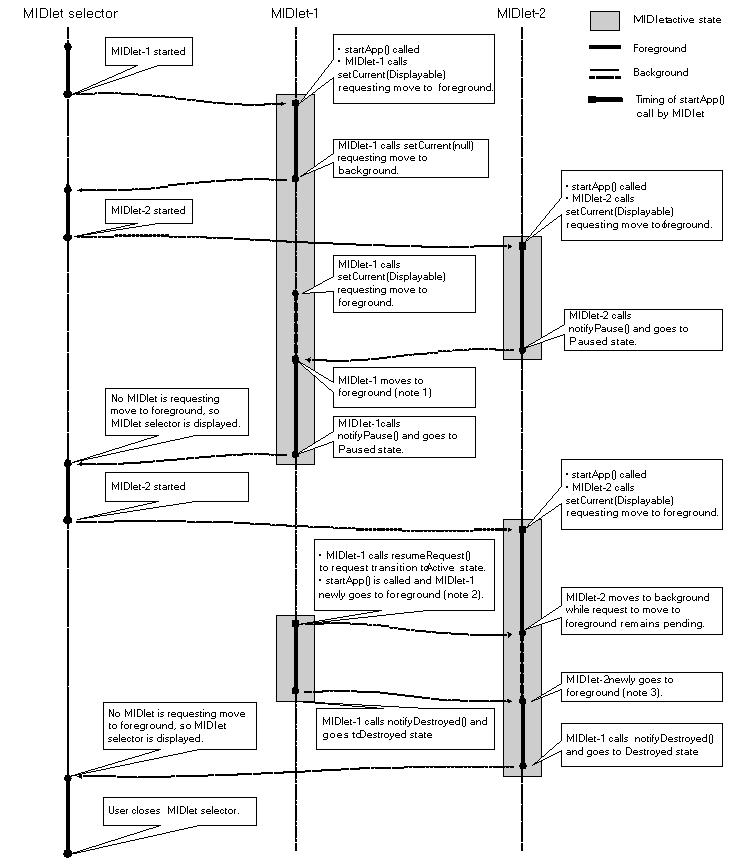 MIDlet selector
MIDlet-1
MIDlet-2
MIDletactive state
Foreground
Background
Timing of startApp()
call by MIDlet
MIDlet-1 started
• startApp() called
• MIDlet-1 calls
setCurrent(Displayable)
requesting move to foreground.
MIDlet-1 calls setCurrent(null)
requesting move to
background.
MIDlet-2 started
• startApp() called
• MIDlet-2 calls
setCurrent(Displayable)
requesting move to foreground.
MIDlet-1 calls
setCurrent(Displayable)
requesting move to
foreground.
MIDlet-2 calls
notifyPause() and goes to
Paused state.
MIDlet-1 moves to
foreground (note 1)
No MIDlet is requesting
move to foreground, so
MIDlet selector is displayed.
MIDlet-1calls
notifyPause() and goes to
Paused state.
MIDlet-2 started
• startApp() called
• MIDlet-2 calls
setCurrent(Displayable)
requesting move to foreground.
• MIDlet-1 calls resumeRequest()
to request transition toActive state.
• startApp() is called and MIDlet-1
newly goes to foreground (note 2).
MIDlet-2 moves to background
while request to move to
foreground remains pending.
MIDlet-2newly goes to
foreground (note 3).
No MIDlet is requesting move
to foreground, so MIDlet
selector is displayed.
MIDlet-1 calls notifyDestroyed() and
goes toDestroyed state
MIDlet-1 calls notifyDestroyed()
and goes to Destroyed state
User closes MIDlet selector.